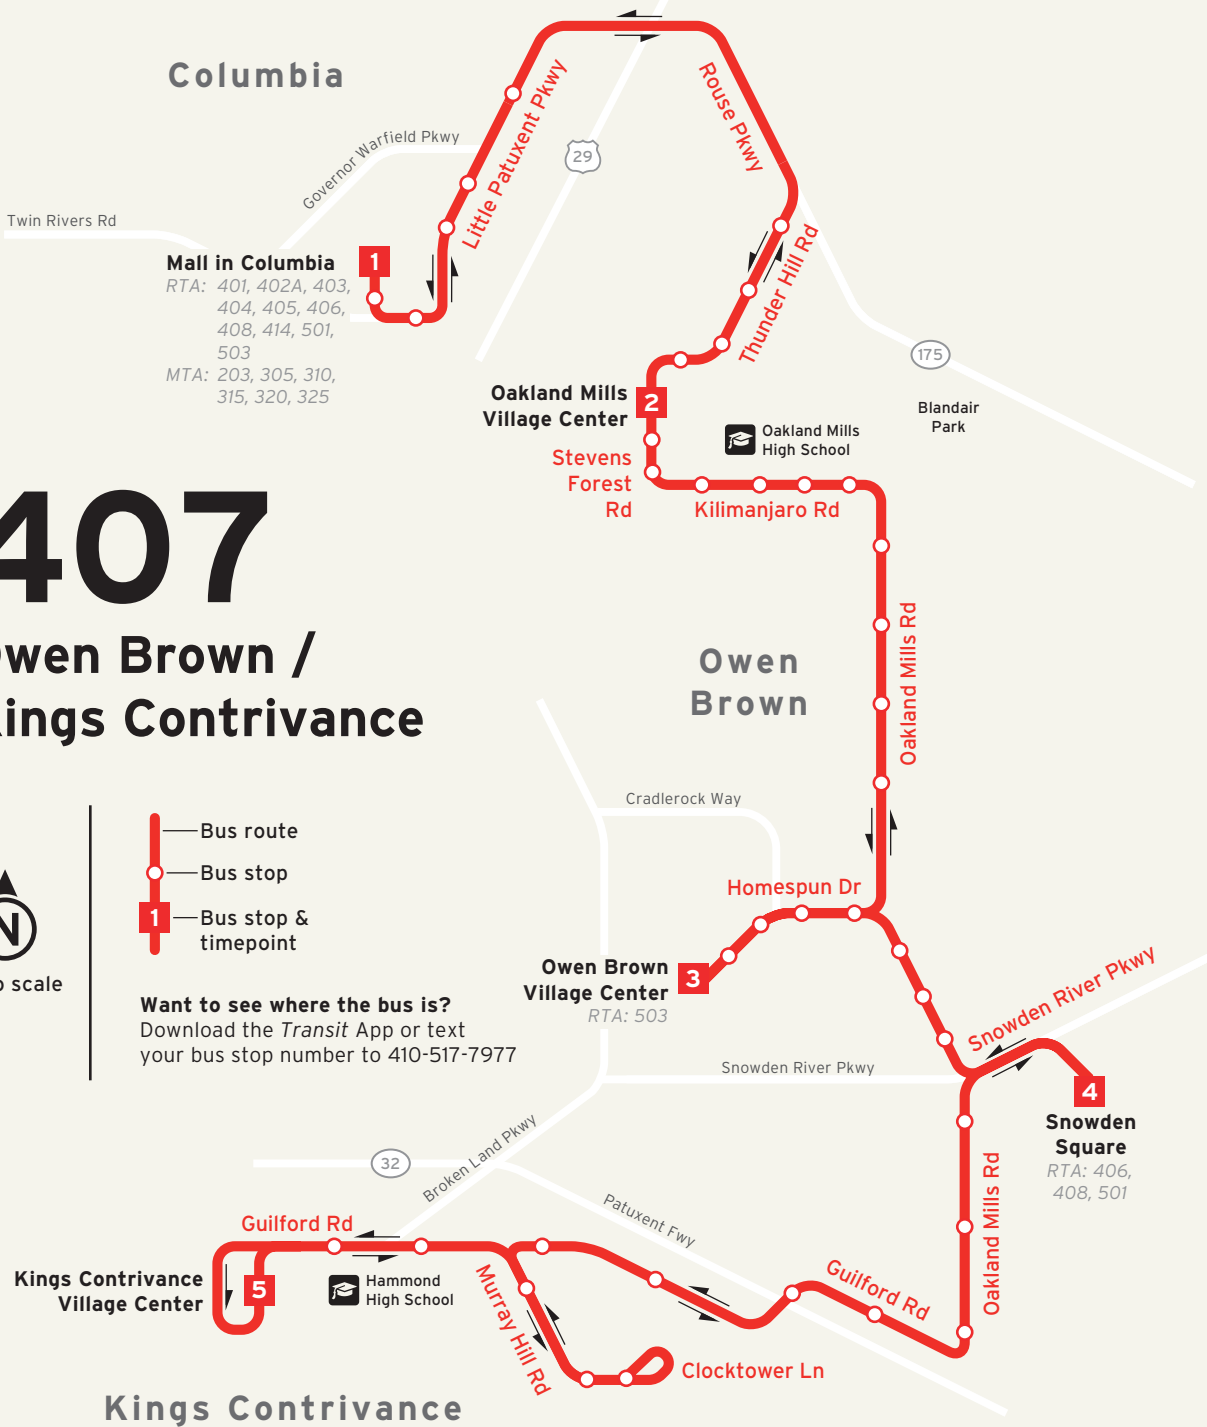 Columbia
Little Patuxent Pkwy
Rouse Pkwy
Governor Warfield Pkwy
29
Twin Rivers Rd
Mall in Columbia
RTA: 401, 402A, 403,
404, 405, 406,
408, 414, 501,
503
MTA: 203, 305, 310,
315, 320, 325
1
Thunder Hill Rd
175
Blandair
Park
Oakland Mills
Village Center
2
Oakland Mills
High School
Stevens
Forest
Rd
Kilimanjaro Rd
407
wen Brown /
ings Contrivance
Oakland Mills Rd
Owen
Brown
Cradlerock Way
Bus route
Bus stop
1
Bus stop &
timepoint
N
scale
Want to see where the bus is?
Download the Transit App or text
your bus stop number to 410-517-7977
Homespun Dr
Owen Brown
Village Center
RTA: 503
3
Snowden River Pkwy
Snowden River Pkwy
4
Snowden
Square
RTA: 406,
408, 501
32
Broken Land Pkwy
Patuxent Fwy
Oakland Mills Rd
Guilford Rd
Guilford Rd
Kings Contrivance
Village Center
5
Hammond
High School
Murray Hill Rd
Clocktower Ln
Kings Contrivance